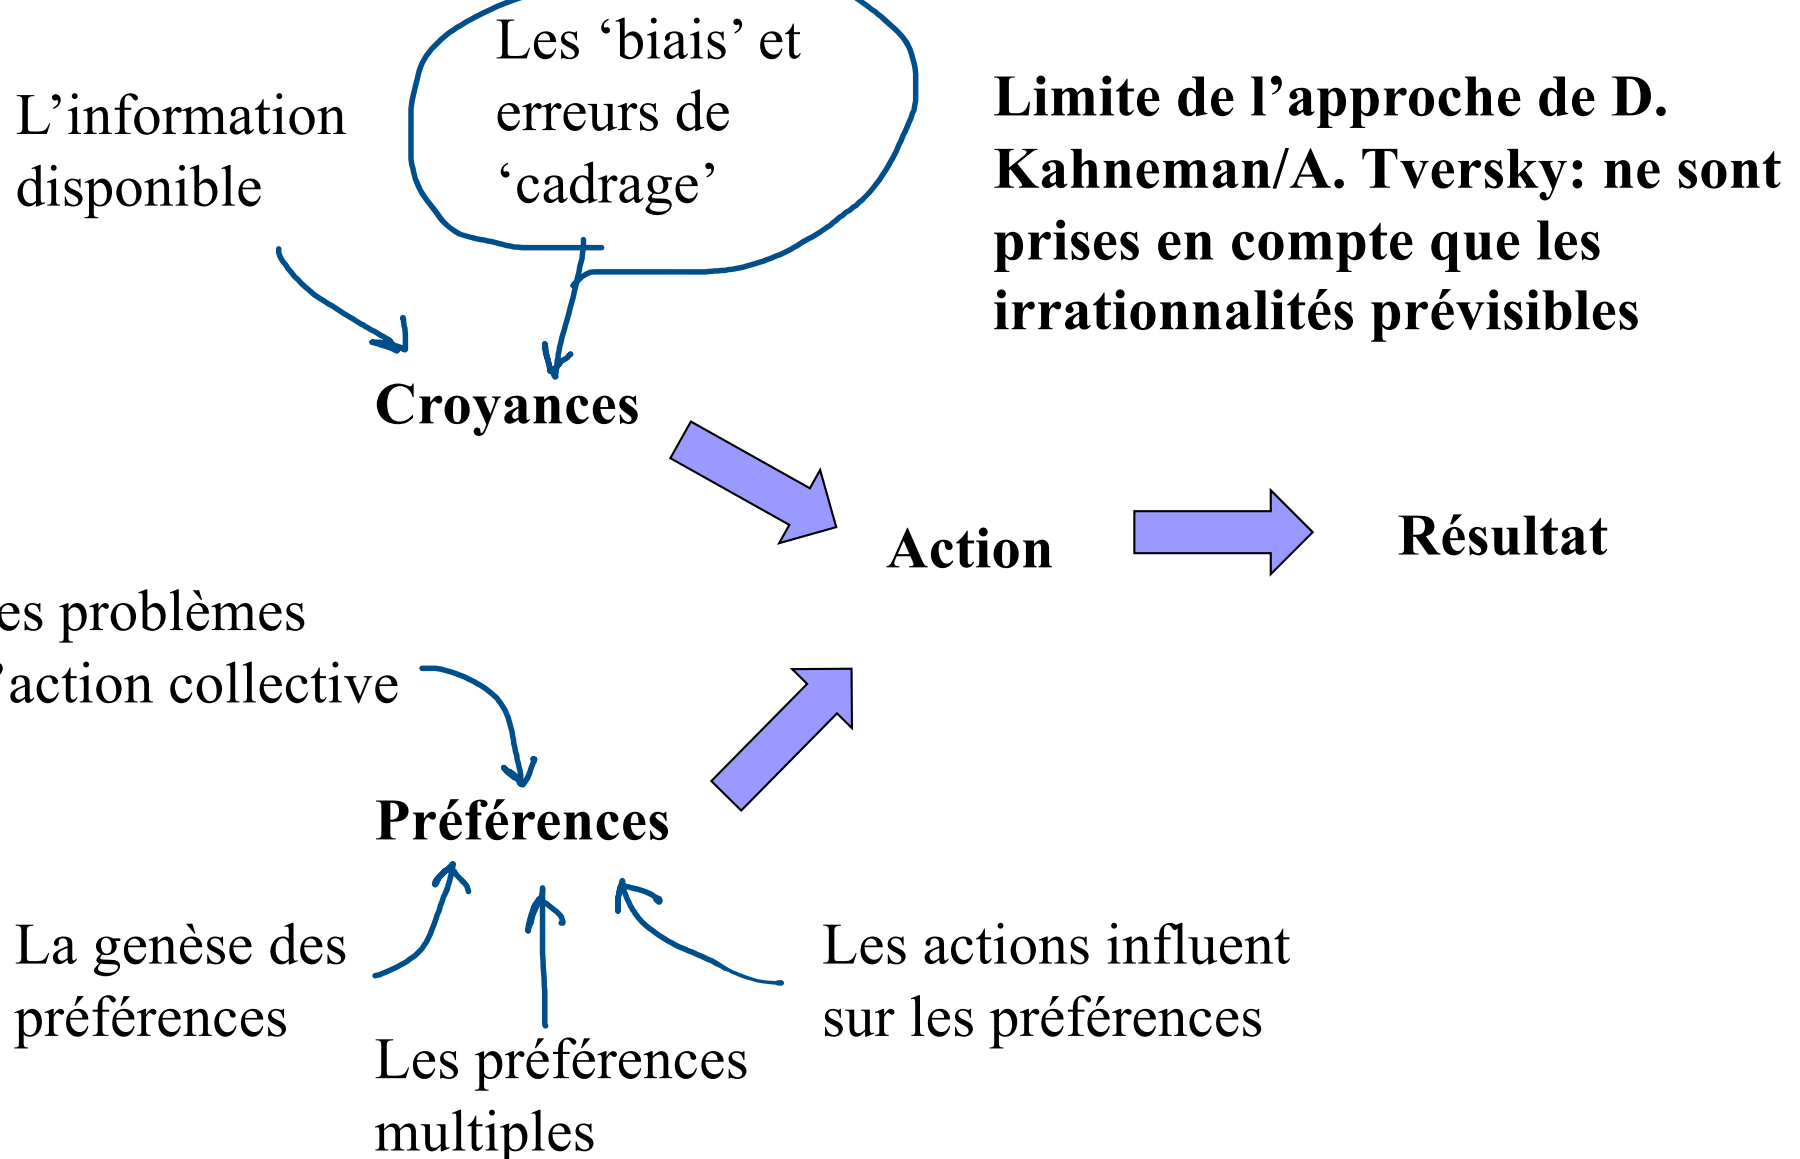 Les ‘biais’ et
erreurs de
‘cadrage’
L’information
disponible
Limite de l’approche de D.
Kahneman/A. Tversky: ne sont
prises en compte que les
irrationnalités prévisibles
Croyances
Action
Résultat
es problèmes
’action collective
Préférences
La genèse des
préférences
Les préférences
multiples
Les actions influent
sur les préférences